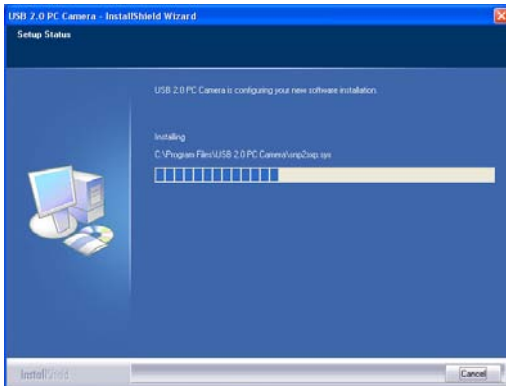 USB 2.0 PC Camera - InstallShield Wizard
Setup Status
USB 2.0 PC Camera is configuring your new software installation.
Installing
C:\Program Files\USB 2.0 PC Camera\snp2sxp.sys
InstallShield
Cancel